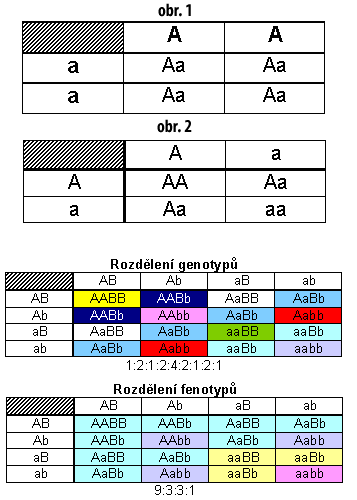 obr. 1
A A
a Aa Aa
a Aa Aa
obr. 2
A a
A AA Aa
a Aa aa
Rozdělení genotypů
AB Ab aB ab
AB AABB AABb AaBB AaBb
Ab AABb AAbb AaBb Aabb
aB AaBB AaBb aaBB aaBb
ab AaBb Aabb aaBb aabb
1:2:1:2:4:2:1:2:1
Rozdělení fenotypů
AB Ab aB ab
AB AABB AABb AaBB AaBb
Ab AABb AAbb AaBb Aabb
aB AaBB AaBb aaBB aaBb
ab AaBb Aabb aaBb aabb
9:3:3:1